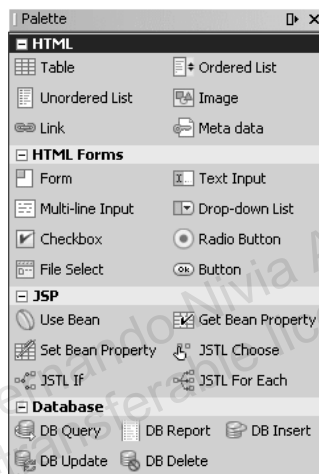 Palette
HTML
Table Ordered List
Unordered List Image
Link Meta data
HTML Forms
Form Text Input
Multi-line Input Drop-down List
Checkbox Radio Button
File Select Button
JSP
Use Bean Get Bean Property
Set Bean Property JSTL Choose
JSTL If JSTL For Each
Database
DB Query DB Report DB Insert
DB Update DB Delete